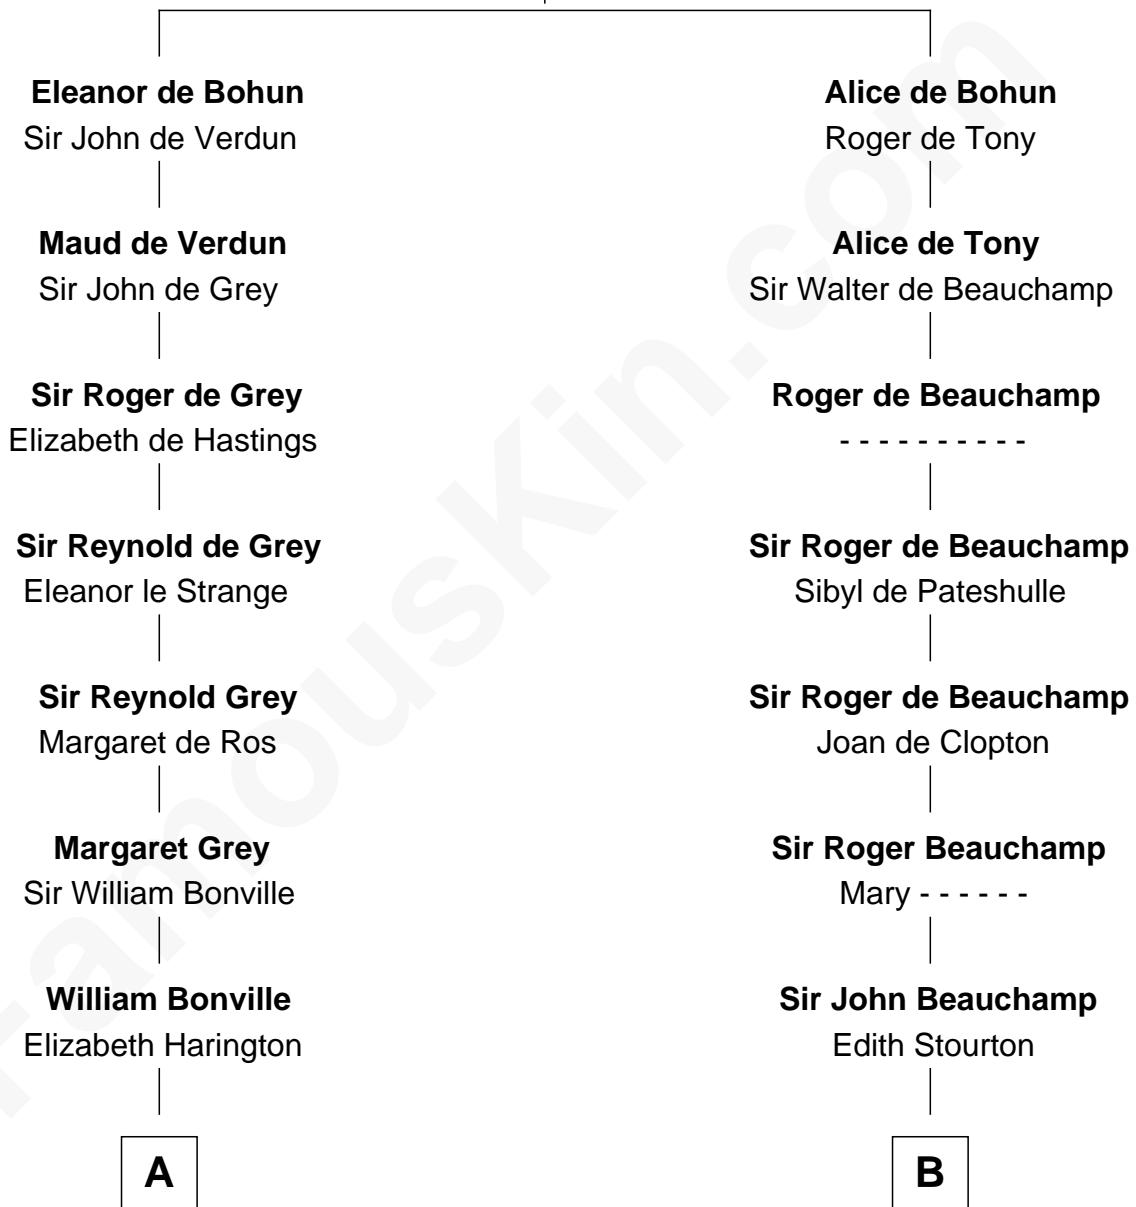 Eleanor de Bohun
Sir John de Verdun
Maud de Verdun
Sir John de Grey
Sir Roger de Grey
Elizabeth de Hastings
Sir Reynold de Grey
Eleanor le Strange
Sir Reynold Grey
Margaret de Ros
Margaret Grey
Sir William Bonville
William Bonville
Elizabeth Harington
A
Alice de Bohun
Roger de Tony
Alice de Tony
Sir Walter de Beauchamp
Roger de Beauchamp
- - - - - - - - - -
Sir Roger de Beauchamp
Sibyl de Pateshulle
Sir Roger de Beauchamp
Joan de Clopton
Sir Roger Beauchamp
Mary - - - - - -
Sir John Beauchamp
Edith Stourton
B
FamousKin.com